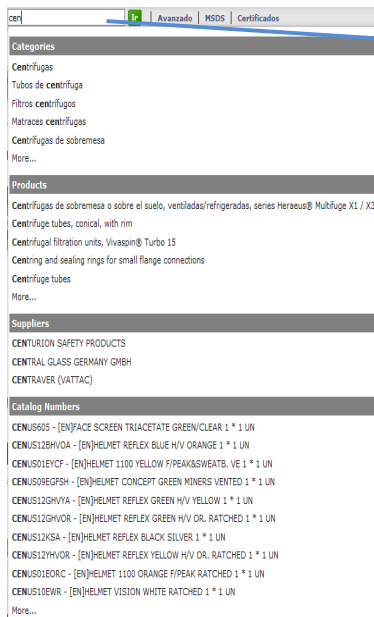 cen Ir | Avanzado | MSDS | Certificados
Categories
Centrífugas
Tubos de centrífuga
Filtros centrífugos
Matraces centrífugas
Centrífugas de sobremesa
More...
Products
Centrífugas de sobremesa o sobre el suelo, ventiladas/refrigeradas, series Heraeus® Multifuge X1 / X3
Centrifuge tubes, conical, with rim
Centrifugal filtration units, Vivaspin® Turbo 15
Centring and sealing rings for small flange connections
Centrifuge tubes
More...
Suppliers
CENTURION SAFETY PRODUCTS
CENTRAL GLASS GERMANY GMBH
CENTRAVER (VATTAC)
Catalog Numbers
CENUS605 - [EN]FACE SCREEN TRIACETATE GREEN/CLEAR 1 * 1 UN
CENUS12BHVOA - [EN]HELMET REFLEX BLUE H/V ORANGE 1 * 1 UN
CENUS01EYCF - [EN]HELMET 1100 YELLOW F/PEAK&SWEATB. VE 1 * 1 UN
CENUS09EGFSH - [EN]HELMET CONCEPT GREEN MINERS VENTED 1 * 1 UN
CENUS12GHVYA - [EN]HELMET REFLEX GREEN H/V YELLOW 1 * 1 UN
CENUS12GHVOR - [EN]HELMET REFLEX GREEN H/V OR. RATCHED 1 * 1 UN
CENUS12KSA - [EN]HELMET REFLEX BLACK SILVER 1 * 1 UN
CENUS12YHVOR - [EN]HELMET REFLEX YELLOW H/V OR. RATCHED 1 * 1 UN
CENUS01EORC - [EN]HELMET 1100 ORANGE F/PEAK RATCHED 1 * 1 UN
CENUS10EWR - [EN]HELMET VISION WHITE RATCHED 1 * 1 UN
More...